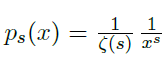 p_s(x) = \frac{1}{\zeta(s)} \frac{1}{x^s}